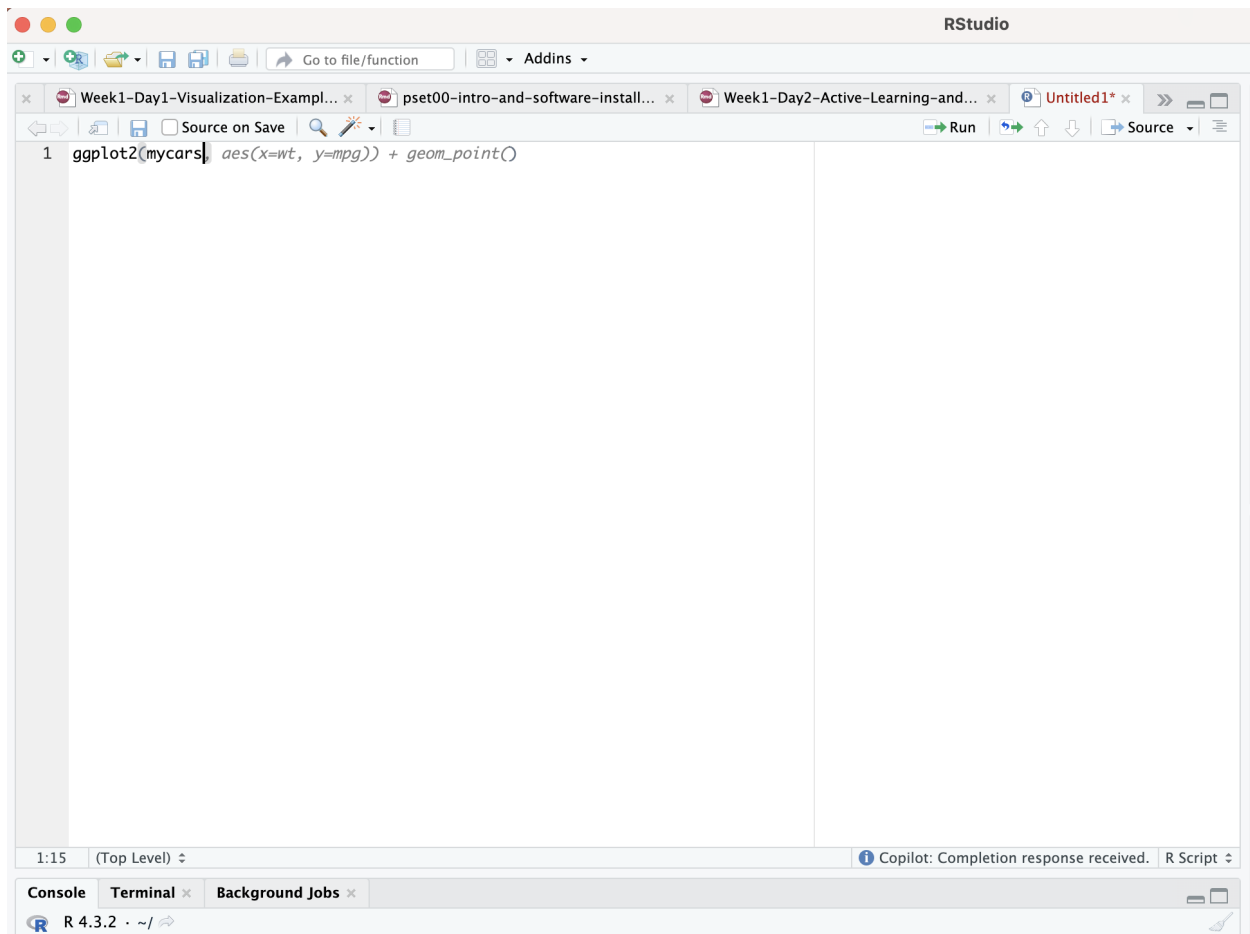 RStudio
Go to file/function Addins
Week1-Day1-Visualization-Exampl... pset00-intro-and-software-install... Week1-Day2-Active-Learning-and... Untitled1*
Source on Save Run Source
1 ggplot2(mycars, aes(x=wt, y=mpg)) + geom_point()
1:15 (Top Level) Copilot: Completion response received. R Script
Console Terminal Background Jobs
R 4.3.2 · ~/